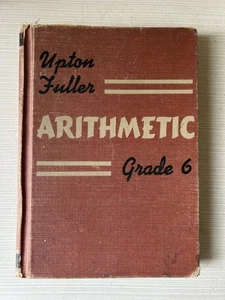 Upton
Fuller
ARITHMETIC
Grade 6